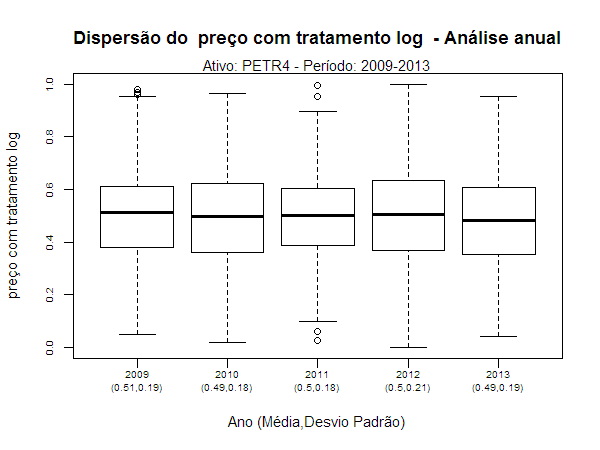 Dispersão do  preço com tratamento log  - Análise anual
Ativo: PETR4 - Período: 2009-2013
preço com tratamento log
1.0
0.8
0.6
0.4
0.2
0.0
2009 2010 2011 2012 2013
(0.51,0.19) (0.49,0.18) (0.5,0.18) (0.5,0.21) (0.49,0.19)
Ano (Média,Desvio Padrão)